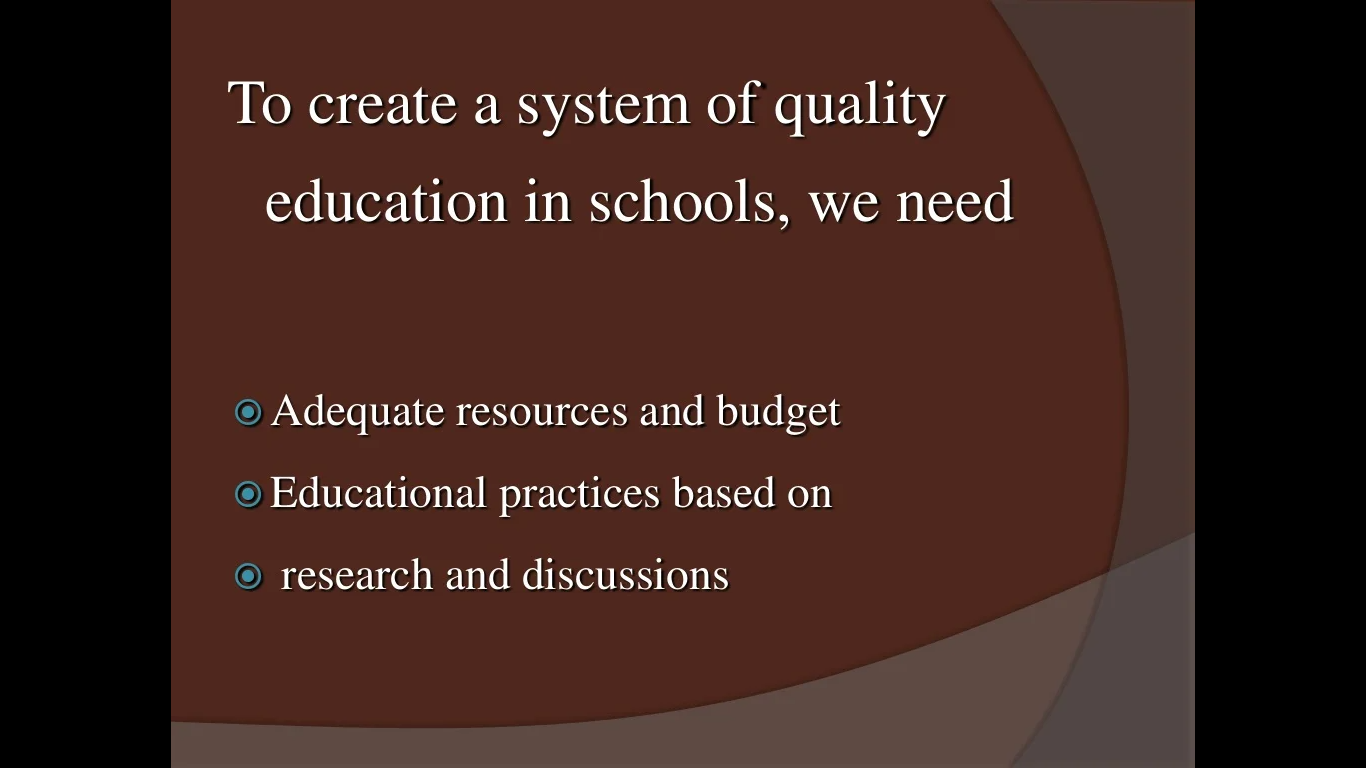 To create a system of quality
education in schools, we need
Adequate resources and budget
Educational practices based on
research and discussions